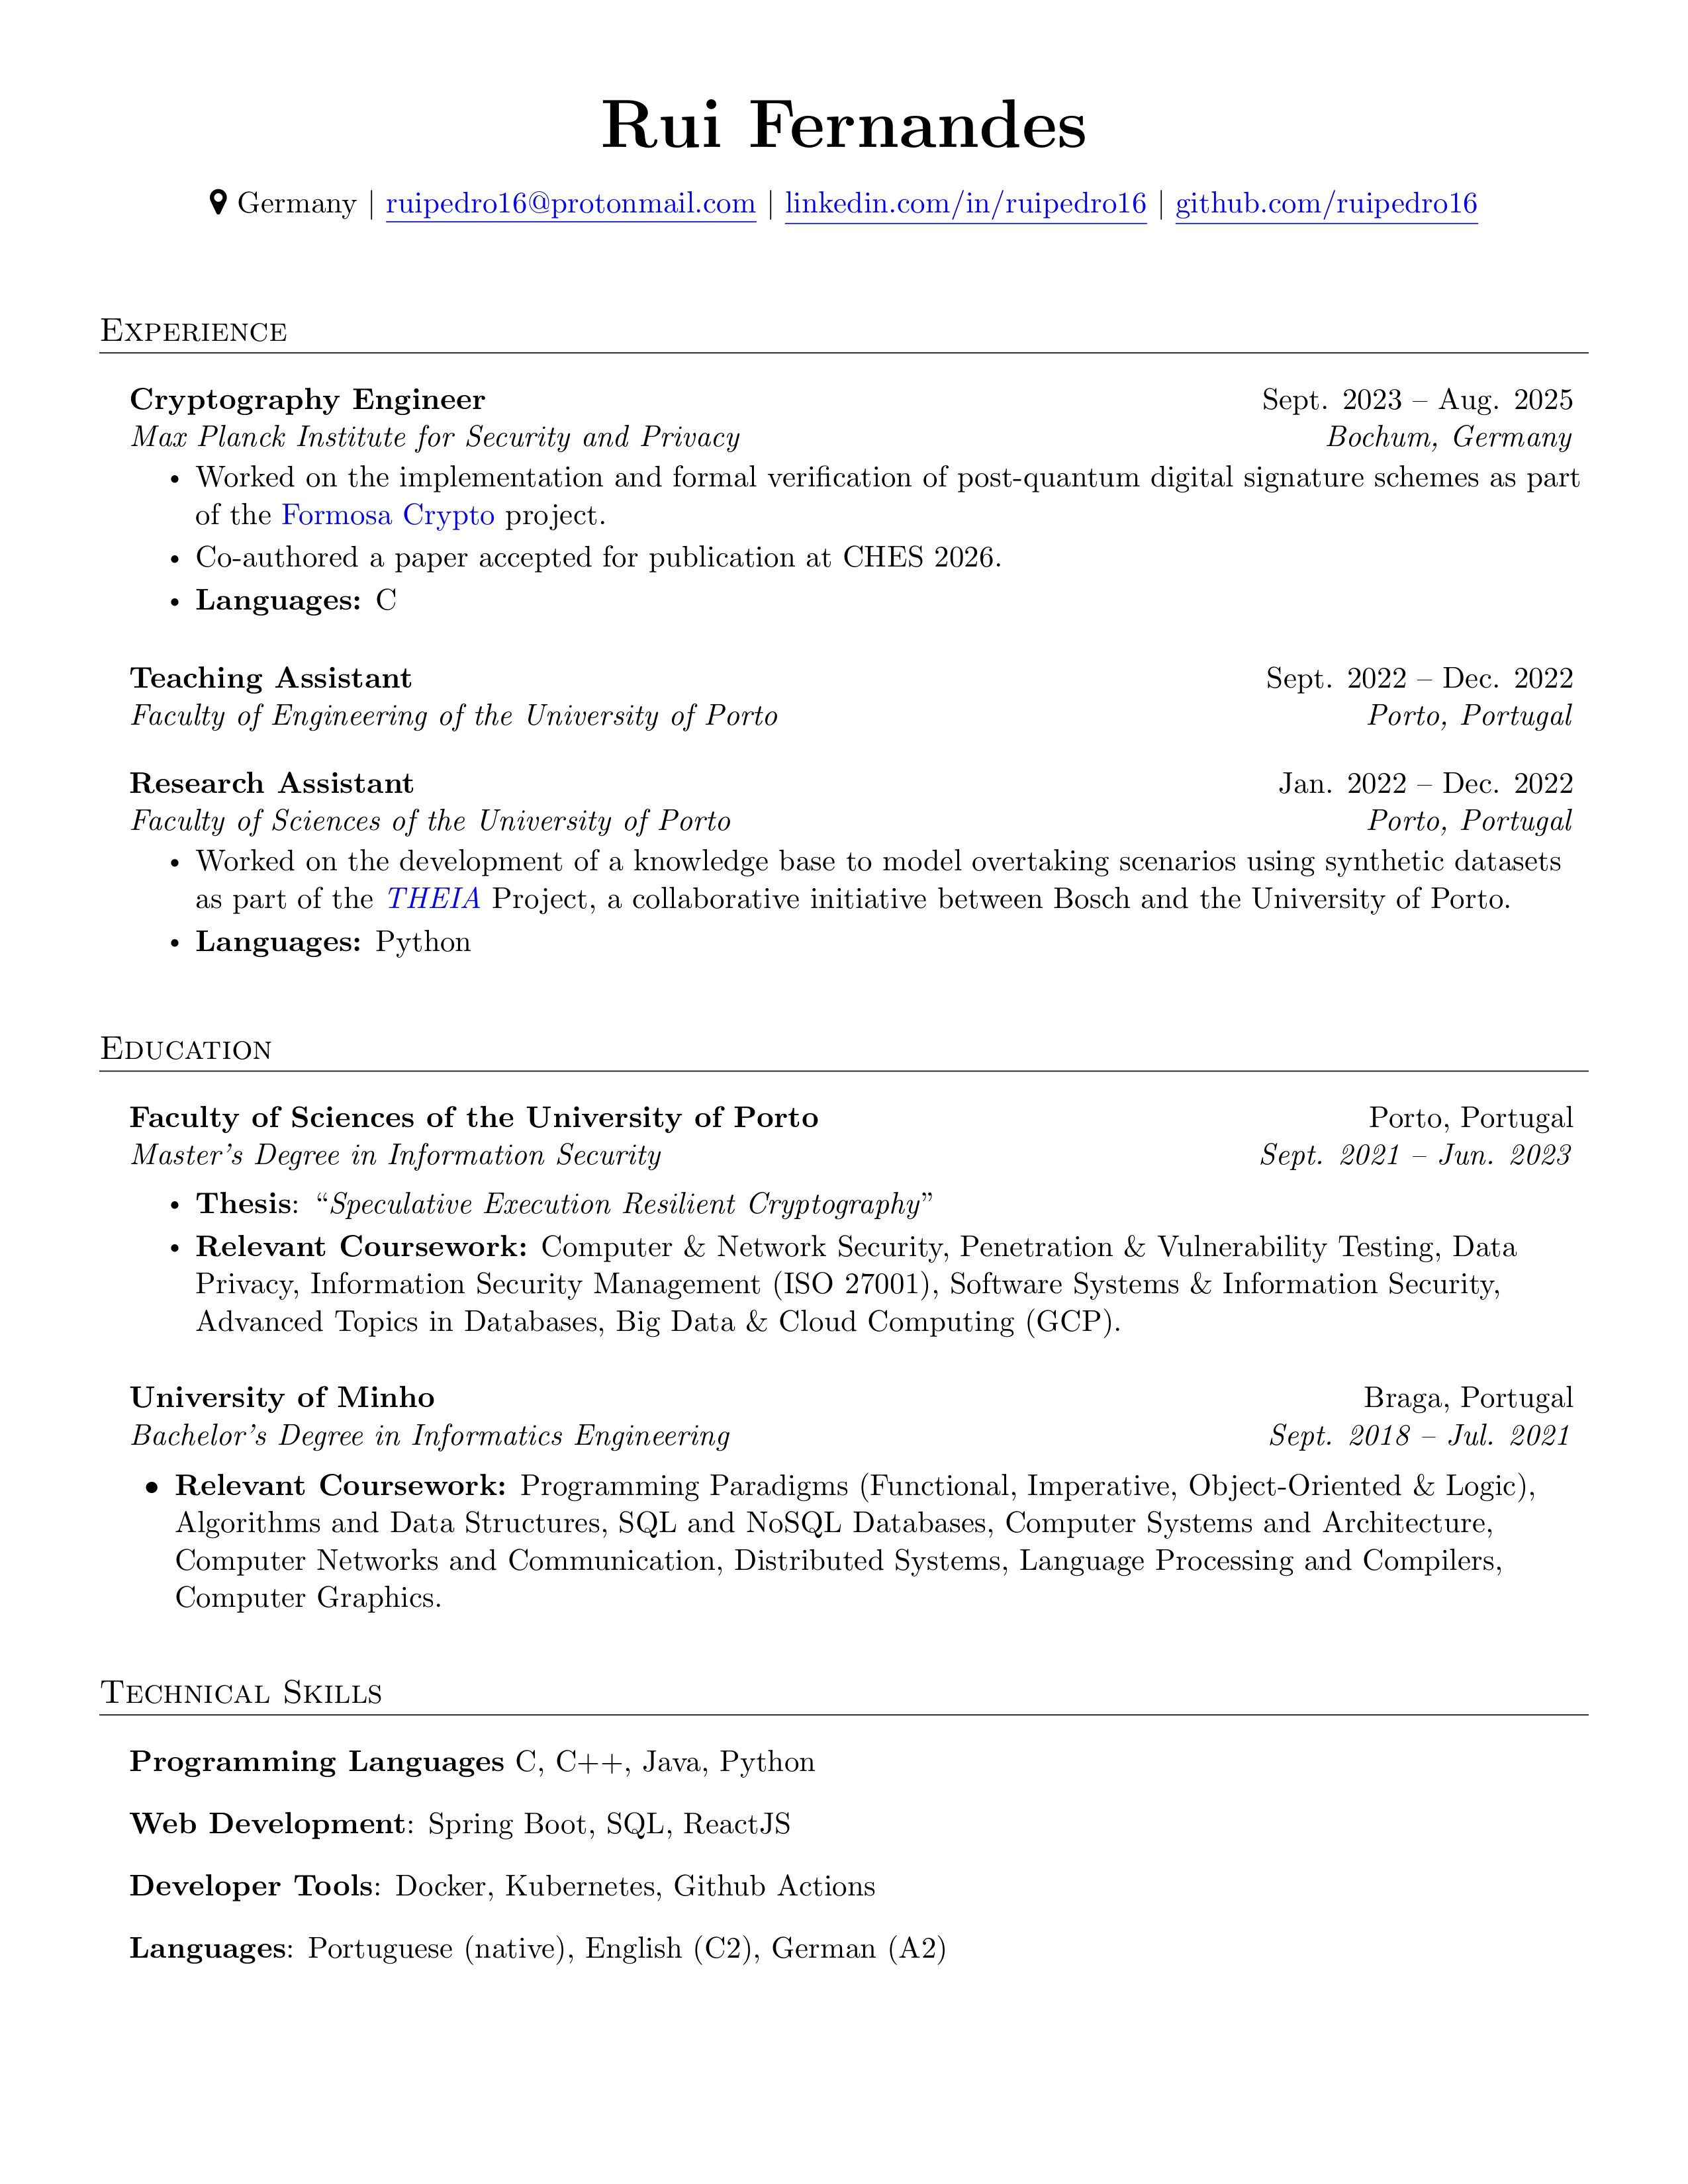 Rui Fernandes
Germany | ruipedro16@protonmail.com | linkedin.com/in/ruipedro16 | github.com/ruipedro16
Experience
Cryptography Engineer Sept. 2023 – Aug. 2025
Max Planck Institute for Security and Privacy Bochum, Germany
• Worked on the implementation and formal verification of post-quantum digital signature schemes as part
of the Formosa Crypto project.
• Co-authored a paper accepted for publication at CHES 2026.
• Languages: C
Teaching Assistant Sept. 2022 – Dec. 2022
Faculty of Engineering of the University of Porto Porto, Portugal
Research Assistant Jan. 2022 – Dec. 2022
Faculty of Sciences of the University of Porto Porto, Portugal
• Worked on the development of a knowledge base to model overtaking scenarios using synthetic datasets
as part of the THEIA Project, a collaborative initiative between Bosch and the University of Porto.
• Languages: Python
Education
Faculty of Sciences of the University of Porto Porto, Portugal
Master's Degree in Information Security Sept. 2021 – Jun. 2023
• Thesis: “Speculative Execution Resilient Cryptography”
• Relevant Coursework: Computer & Network Security, Penetration & Vulnerability Testing, Data
Privacy, Information Security Management (ISO 27001), Software Systems & Information Security,
Advanced Topics in Databases, Big Data & Cloud Computing (GCP).
University of Minho Braga, Portugal
Bachelor's Degree in Informatics Engineering Sept. 2018 – Jul. 2021
• Relevant Coursework: Programming Paradigms (Functional, Imperative, Object-Oriented & Logic),
Algorithms and Data Structures, SQL and NoSQL Databases, Computer Systems and Architecture,
Computer Networks and Communication, Distributed Systems, Language Processing and Compilers,
Computer Graphics.
Technical Skills
Programming Languages C, C++, Java, Python
Web Development: Spring Boot, SQL, ReactJS
Developer Tools: Docker, Kubernetes, Github Actions
Languages: Portuguese (native), English (C2), German (A2)